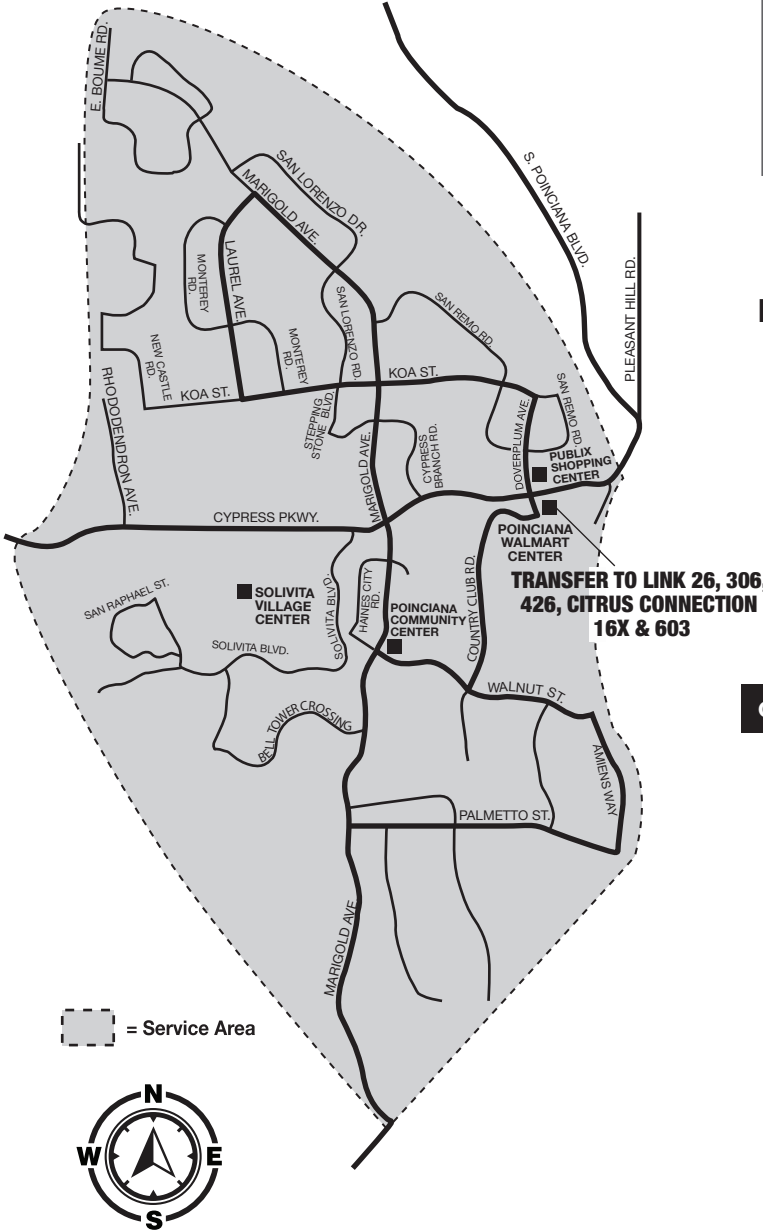 E. BOUME RD.
S. POINCIANA BLVD.
SAN LORENZO DR.
MARIGOLD AVE.
PLEASANT HILL RD.
LAUREL AVE.
MONTEREY
RD.
SAN LORENZO RD.
SAN REMO RD.
MONTEREY
RD.
NEW CASTLE
RD.
KOA ST.
KOA ST.
RHODODENDRON AVE.
STEPPING
STONE BLVD.
SAN REMO RD.
DOVERPLUM AVE.
MARIGOLD AVE.
CYPRESS
BRANCH RD.
PUBLIX
SHOPPING
CENTER
CYPRESS PKWY.
POINCIANA
WALMART
CENTER
TRANSFER TO LINK 26, 306,
426, CITRUS CONNECTION
16X & 603
SAN RAPHAEL ST.
SOLIVITA
VILLAGE
CENTER
SOLIVITA BLVD.
SOLIVITA BLVD.
HAINES CITY
RD.
POINCIANA
COMMUNITY
CENTER
COUNTRY CLUB RD.
WALNUT ST.
BELL TOWER CROSSING
AMIENS WAY
PALMETTO ST.
MARIGOLD AVE.
= Service Area
N
W
E
S